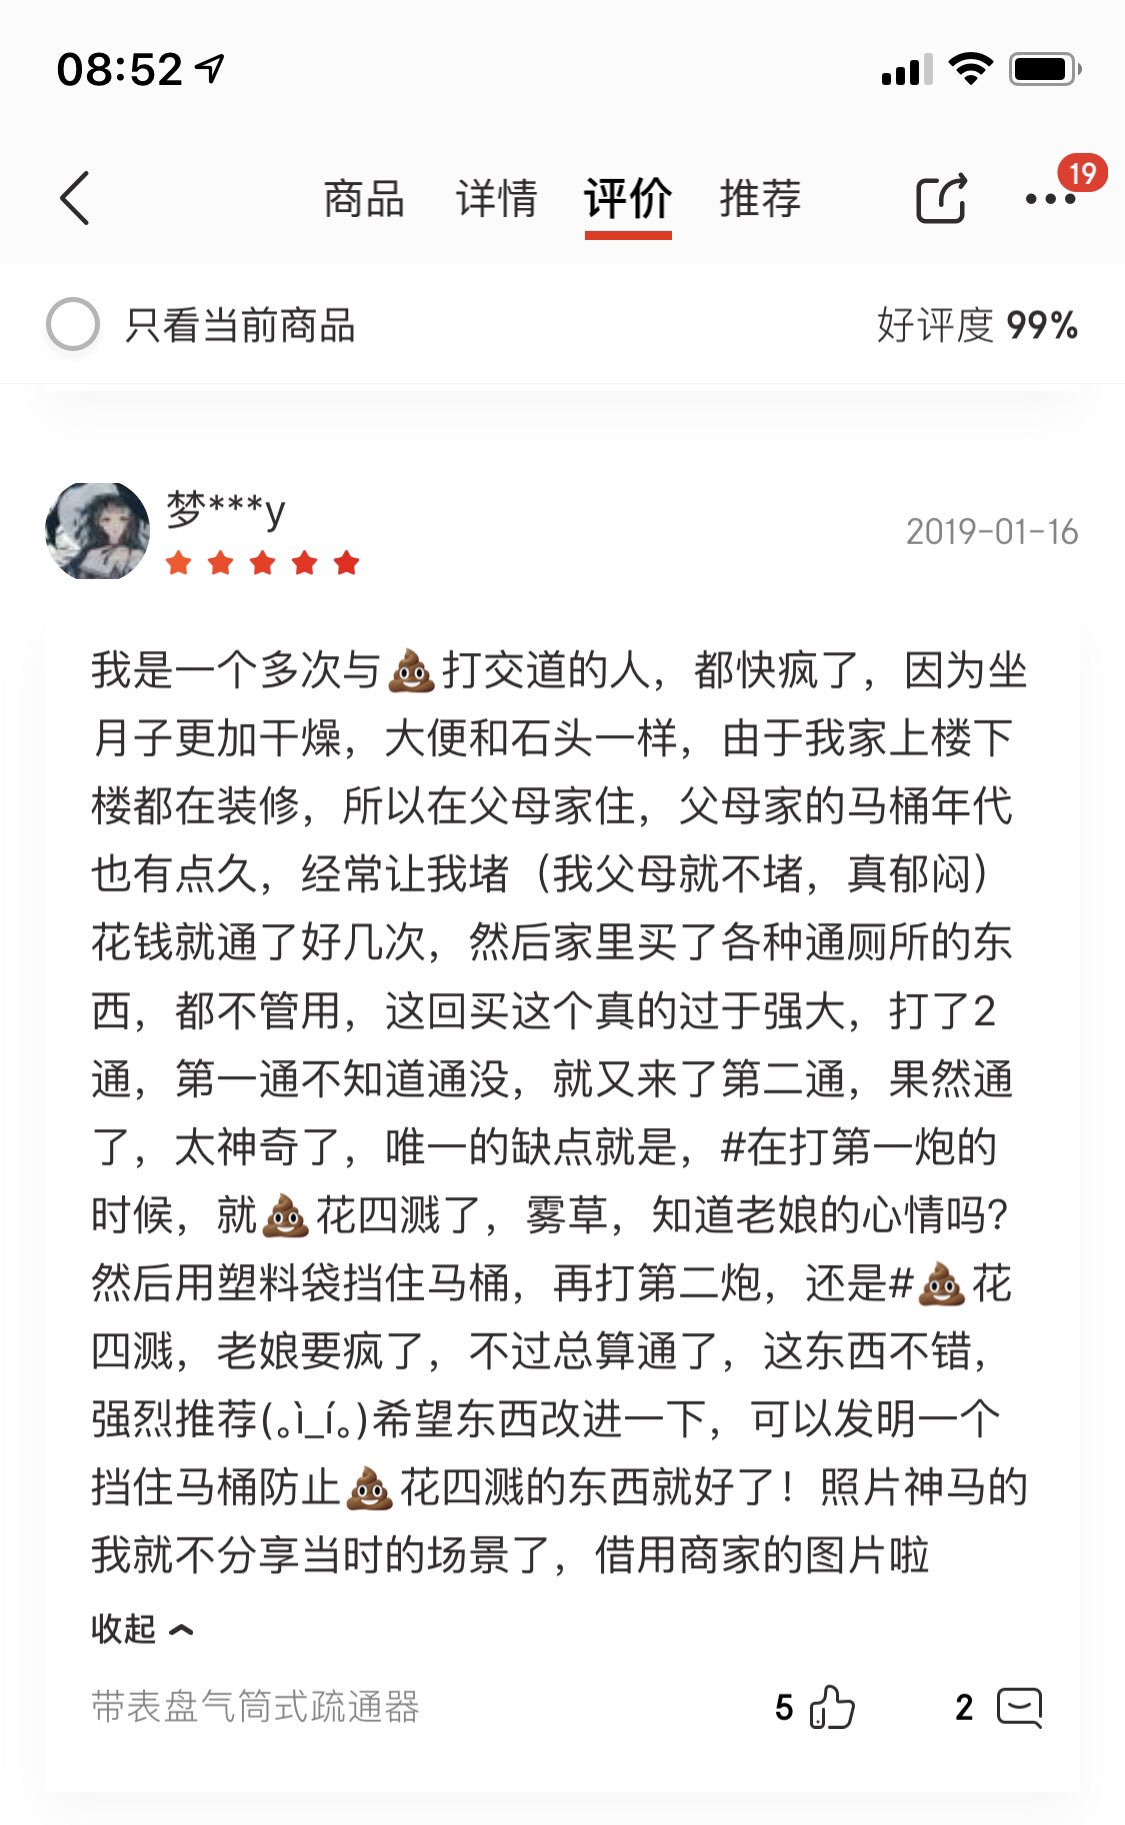 08:52
商品 详情 评价 推荐 19
只看当前商品 好评度 99%
梦***y
2019-01-16
我是一个多次与💩打交道的人，都快疯了，因为坐
月子更加干燥，大便和石头一样，由于我家上楼下
楼都在装修，所以在父母家住，父母家的马桶年代
也有点久，经常让我堵（我父母就不堵，真郁闷）
花钱就通了好几次，然后家里买了各种通厕所的东
西，都不管用，这回买这个真的过于强大，打了2
通，第一通不知道通没，就又来了第二通，果然通
了，太神奇了，唯一的缺点就是，#在打第一炮的
时候，就💩花四溅了，雾草，知道老娘的心情吗？
然后用塑料袋挡住马桶，再打第二炮，还是#💩花
四溅，老娘要疯了，不过总算通了，这东西不错，
强烈推荐(｡ì_í｡)希望东西改进一下，可以发明一个
挡住马桶防止💩花四溅的东西就好了！照片神马的
我就不分享当时的场景了，借用商家的图片啦
收起
带表盘气筒式疏通器 5 2